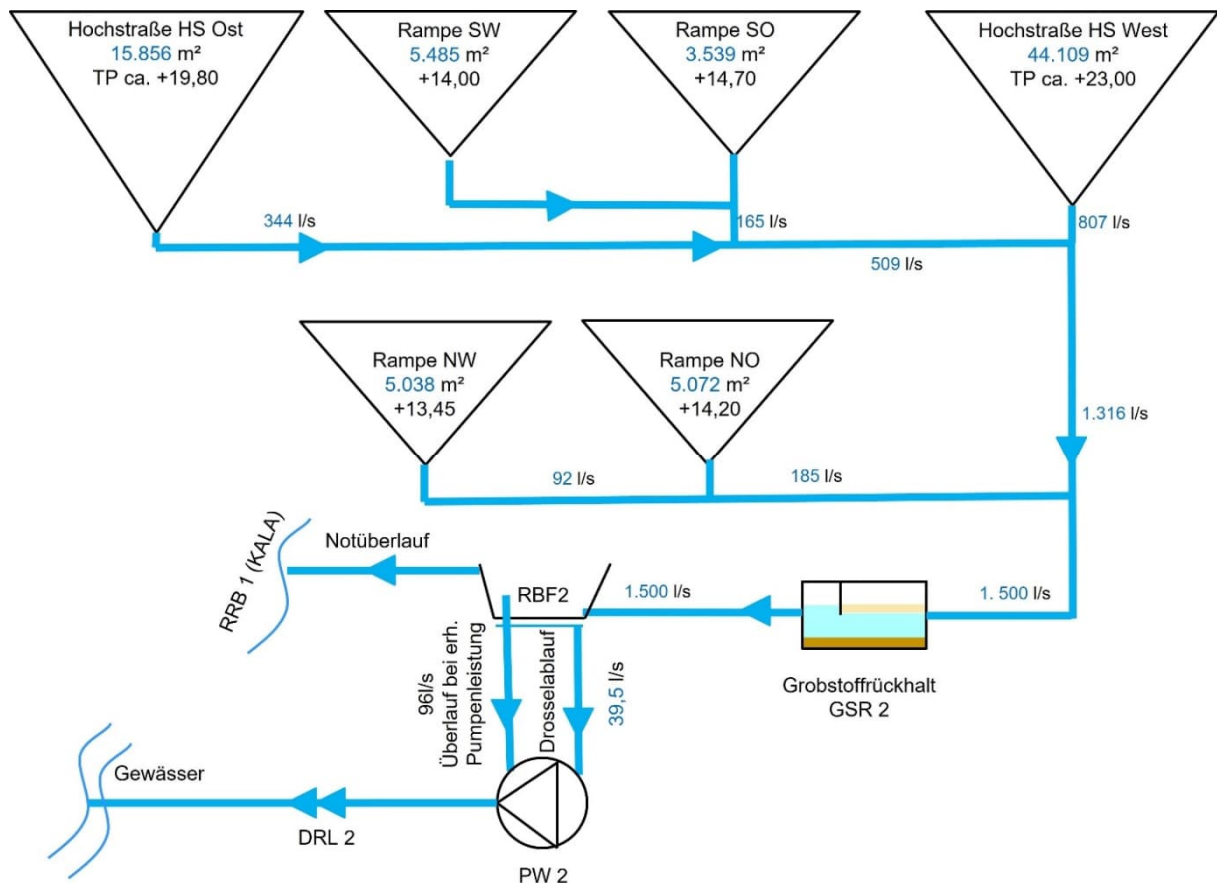 Hochstraße HS Ost
15.856 m²
TP ca. +19,80
Rampe SW
5.485 m²
+14,00
Rampe SO
3.539 m²
+14,70
Hochstraße HS West
44.109 m²
TP ca. +23,00
344 l/s
165 l/s
807 l/s
509 l/s
Rampe NW
5.038 m²
+13,45
Rampe NO
5.072 m²
+14,20
1.316 l/s
92 l/s
185 l/s
RRB 1 (KALA)
Notüberlauf
RBF2
1.500 l/s
1. 500 l/s
96l/s
Überlauf bei erh.
Pumpenleistung
Drosselablauf
39,5 l/s
Grobstoffrückhalt
GSR 2
Gewässer
DRL 2
PW 2